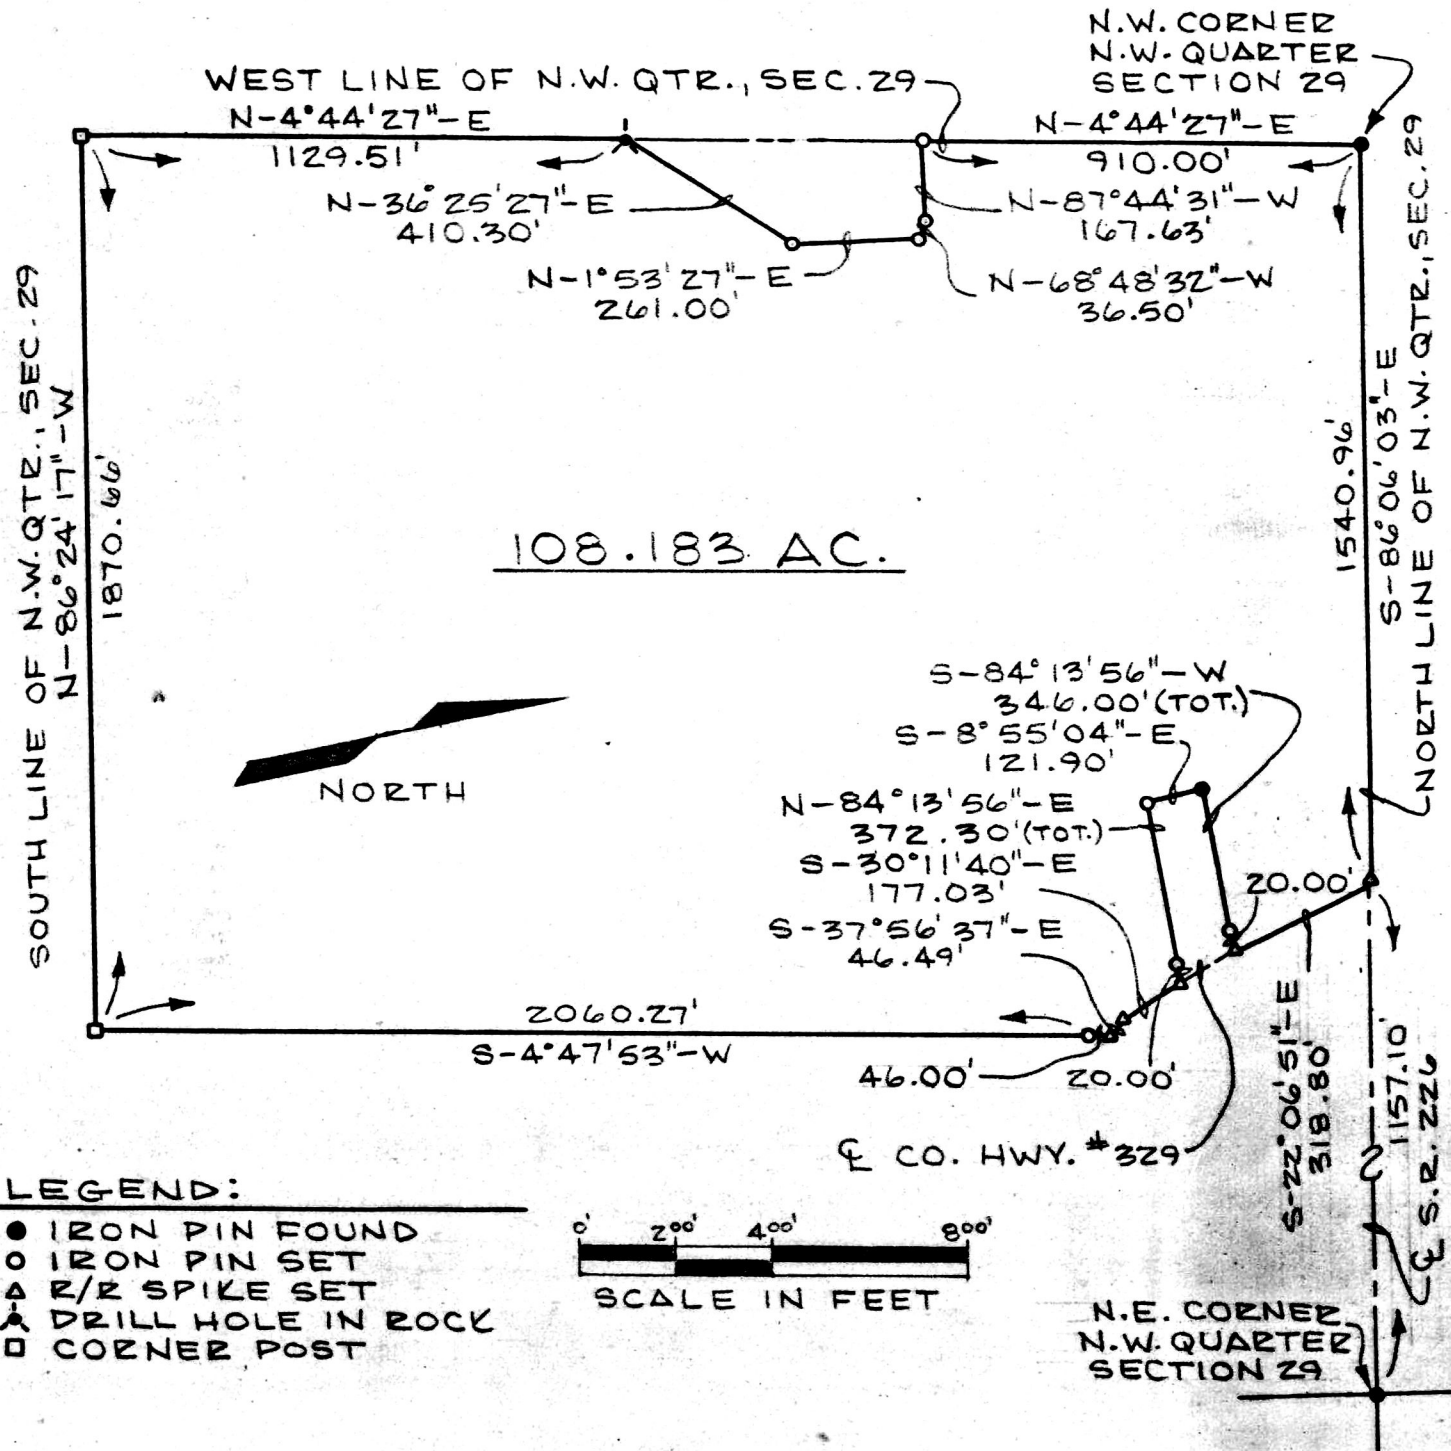 N.W. CORNER
N.W. QUARTER
SECTION 29
WEST LINE OF N.W. QTR., SEC. 29
N-4°44'27"-E
1129.51'
N-4°44'27"-E
910.00'
N-36°25'27"-E
410.30'
N-87°44'31"-W
167.63'
N-1°53'27"-E
261.00'
N-68°48'32"-W
36.50'
SOUTH LINE OF N.W. QTR., SEC. 29
N-86°24'17"-W
1870.66'
108.183 AC.
1540.96'
S-86°06'03"-E
NORTH LINE OF N.W. QTR., SEC. 29
NORTH
S-84°13'56"-W
346.00' (TOT.)
S-8°55'04"-E
121.90'
N-84°13'56"-E
372.30' (TOT.)
S-30°11'40"-E
177.03'
S-37°56'37"-E
46.49'
20.00'
2060.27'
S-4°47'53"-W
46.00'
20.00'
S-22°06'51"-E
318.80'
1157.10'
℄ S.R. 226
℄ CO. HWY. #329
LEGEND:
IRON PIN FOUND
IRON PIN SET
R/R SPIKE SET
DRILL HOLE IN ROCK
CORNER POST
0' 200' 400' 800'
SCALE IN FEET
N.E. CORNER
N.W. QUARTER
SECTION 29